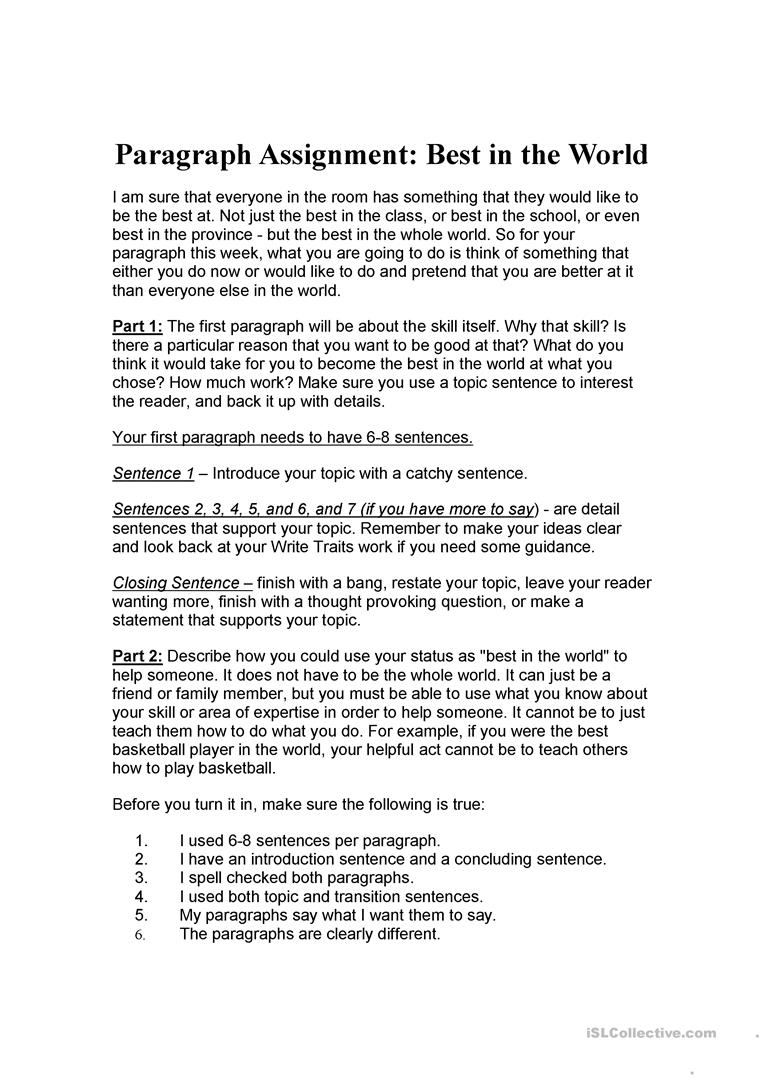 Paragraph Assignment: Best in the World
I am sure that everyone in the room has something that they would like to
be the best at. Not just the best in the class, or best in the school, or even
best in the province - but the best in the whole world. So for your
paragraph this week, what you are going to do is think of something that
either you do now or would like to do and pretend that you are better at it
than everyone else in the world.
Part 1: The first paragraph will be about the skill itself. Why that skill? Is
there a particular reason that you want to be good at that? What do you
think it would take for you to become the best in the world at what you
chose? How much work? Make sure you use a topic sentence to interest
the reader, and back it up with details.
Your first paragraph needs to have 6-8 sentences.
Sentence 1 – Introduce your topic with a catchy sentence.
Sentences 2, 3, 4, 5, and 6, and 7 (if you have more to say) - are detail
sentences that support your topic. Remember to make your ideas clear
and look back at your Write Traits work if you need some guidance.
Closing Sentence – finish with a bang, restate your topic, leave your reader
wanting more, finish with a thought provoking question, or make a
statement that supports your topic.
Part 2: Describe how you could use your status as "best in the world" to
help someone. It does not have to be the whole world. It can just be a
friend or family member, but you must be able to use what you know about
your skill or area of expertise in order to help someone. It cannot be to just
teach them how to do what you do. For example, if you were the best
basketball player in the world, your helpful act cannot be to teach others
how to play basketball.
Before you turn it in, make sure the following is true:
1. I used 6-8 sentences per paragraph.
2. I have an introduction sentence and a concluding sentence.
3. I spell checked both paragraphs.
4. I used both topic and transition sentences.
5. My paragraphs say what I want them to say.
6. The paragraphs are clearly different.
iSLCollective.com